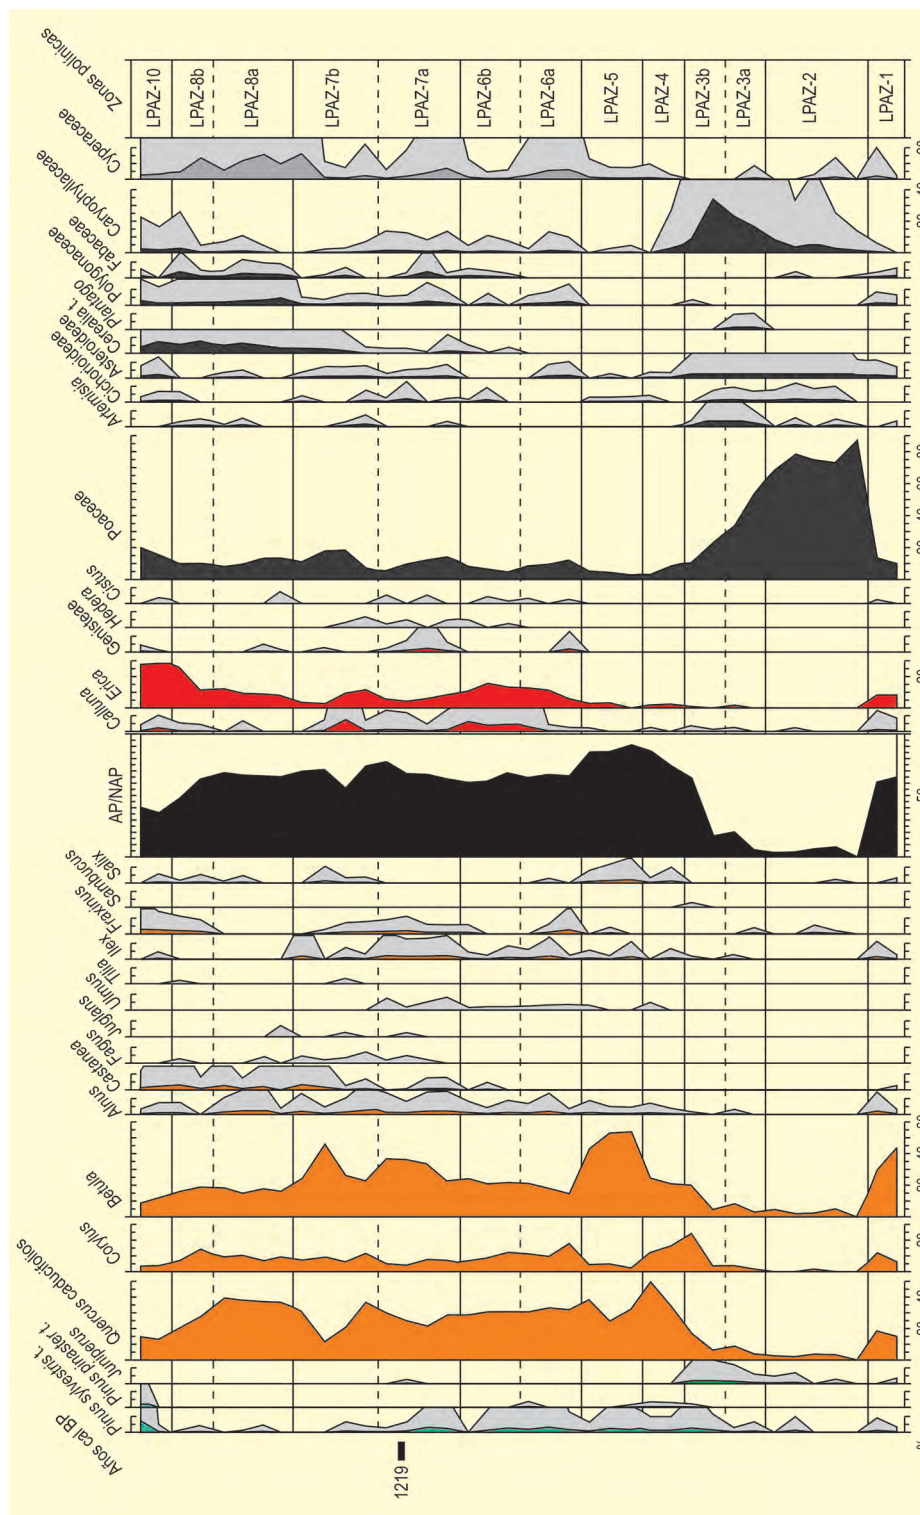 Años cal BP
Pinus sylvestris t.
Pinus pinaster t.
Juniperus
Quercus caducifolios
Corylus
Betula
Alnus
Castanea
Fagus
Juglans
Ulmus
Tilia
Ilex
Fraxinus
Sambucus
Salix
AP/NAP
Calluna
Erica
Genisteae
Hedera
Cistus
Poaceae
Artemisia
Cichorioideae
Asteroideae
Cerealia t.
Plantago
Polygonaceae
Fabaceae
Caryophyllaceae
Cyperaceae
Zonas polínicas
LPAZ-10
LPAZ-8b
LPAZ-8a
LPAZ-7b
LPAZ-7a
LPAZ-6b
LPAZ-6a
LPAZ-5
LPAZ-4
LPAZ-3b
LPAZ-3a
LPAZ-2
LPAZ-1
1219